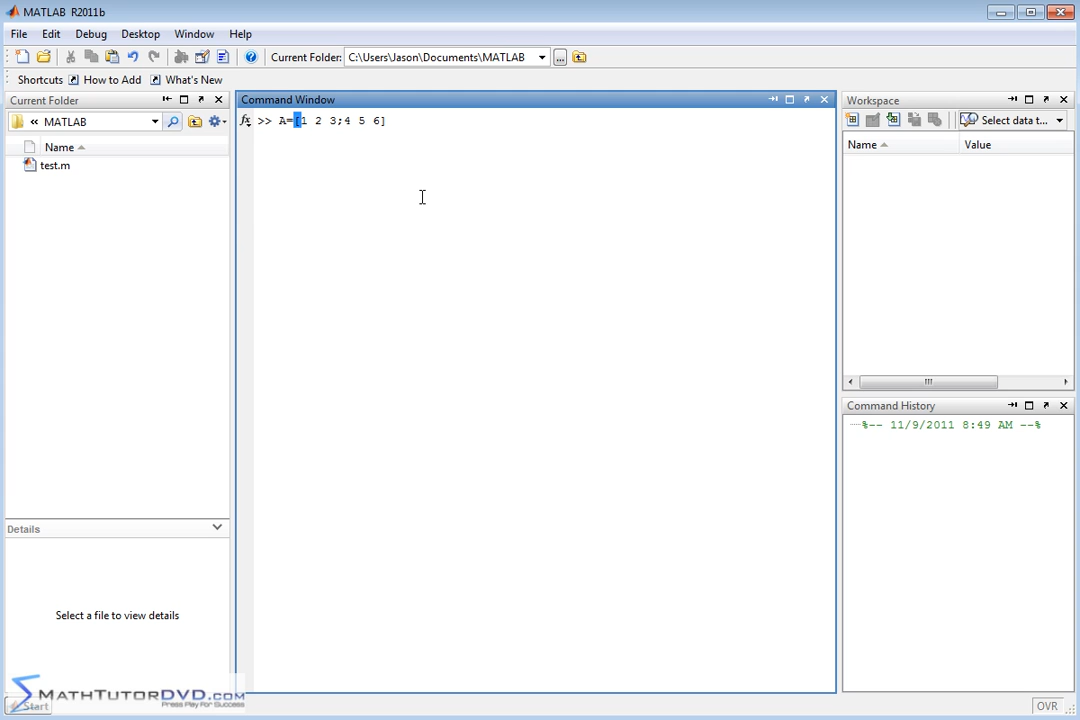 MATLAB R2011b
File Edit Debug Desktop Window Help
Current Folder: C:\Users\Jason\Documents\MATLAB ...
Shortcuts How to Add What's New
Current Folder
« MATLAB
Name
test.m
Details
Select a file to view details
Command Window
fx >> A=[1 2 3;4 5 6]
Workspace
Select data t...
Name Value
Command History
%-- 11/9/2011 8:49 AM --%
MATHTUTORDVD.COM
Press Play For Success
Start
OVR